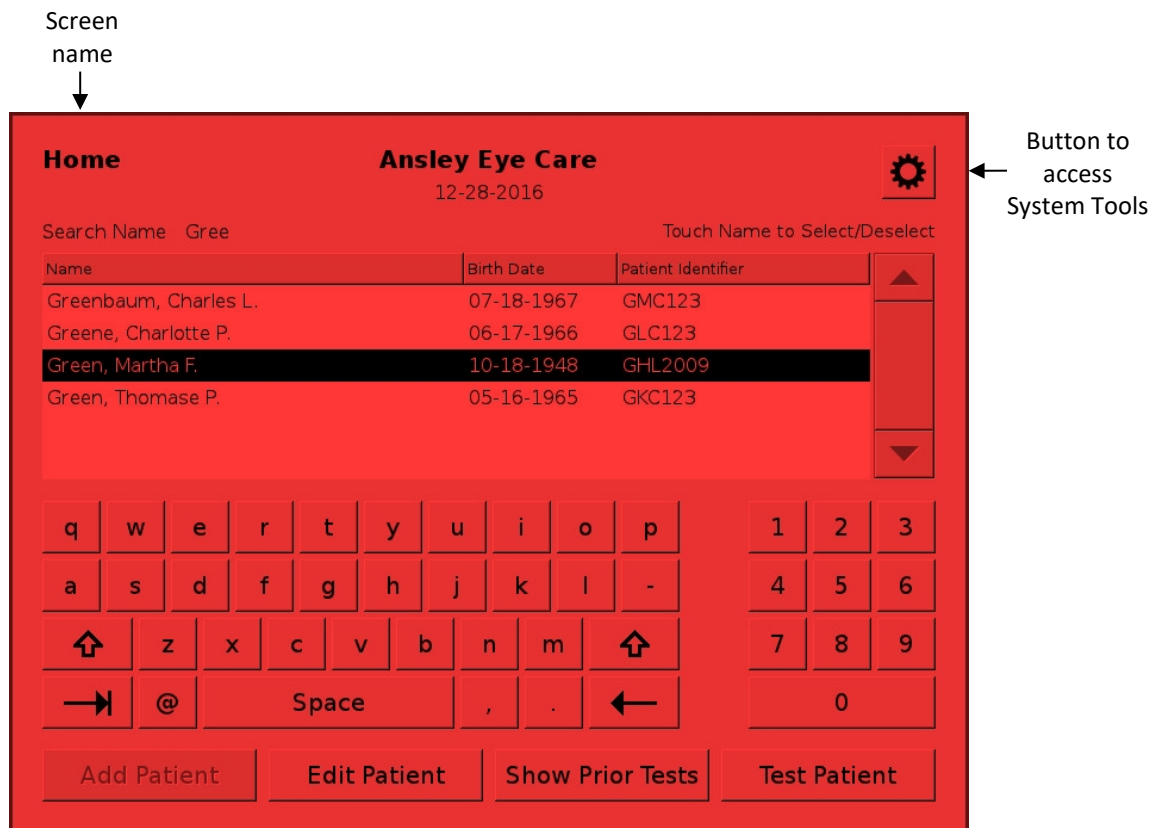 Screen
name
Button to
access
System Tools
Home
Ansley Eye Care
12-28-2016
Search Name Gree
Touch Name to Select/Deselect
Name Birth Date Patient Identifier
Greenbaum, Charles L. 07-18-1967 GMC123
Greene, Charlotte P. 06-17-1966 GLC123
Green, Martha F. 10-18-1948 GHL2009
Green, Thomase P. 05-16-1965 GKC123
q w e r t y u i o p 1 2 3
a s d f g h j k l - 4 5 6
z x c v b n m 7 8 9
@ Space , . 0
Add Patient Edit Patient Show Prior Tests Test Patient